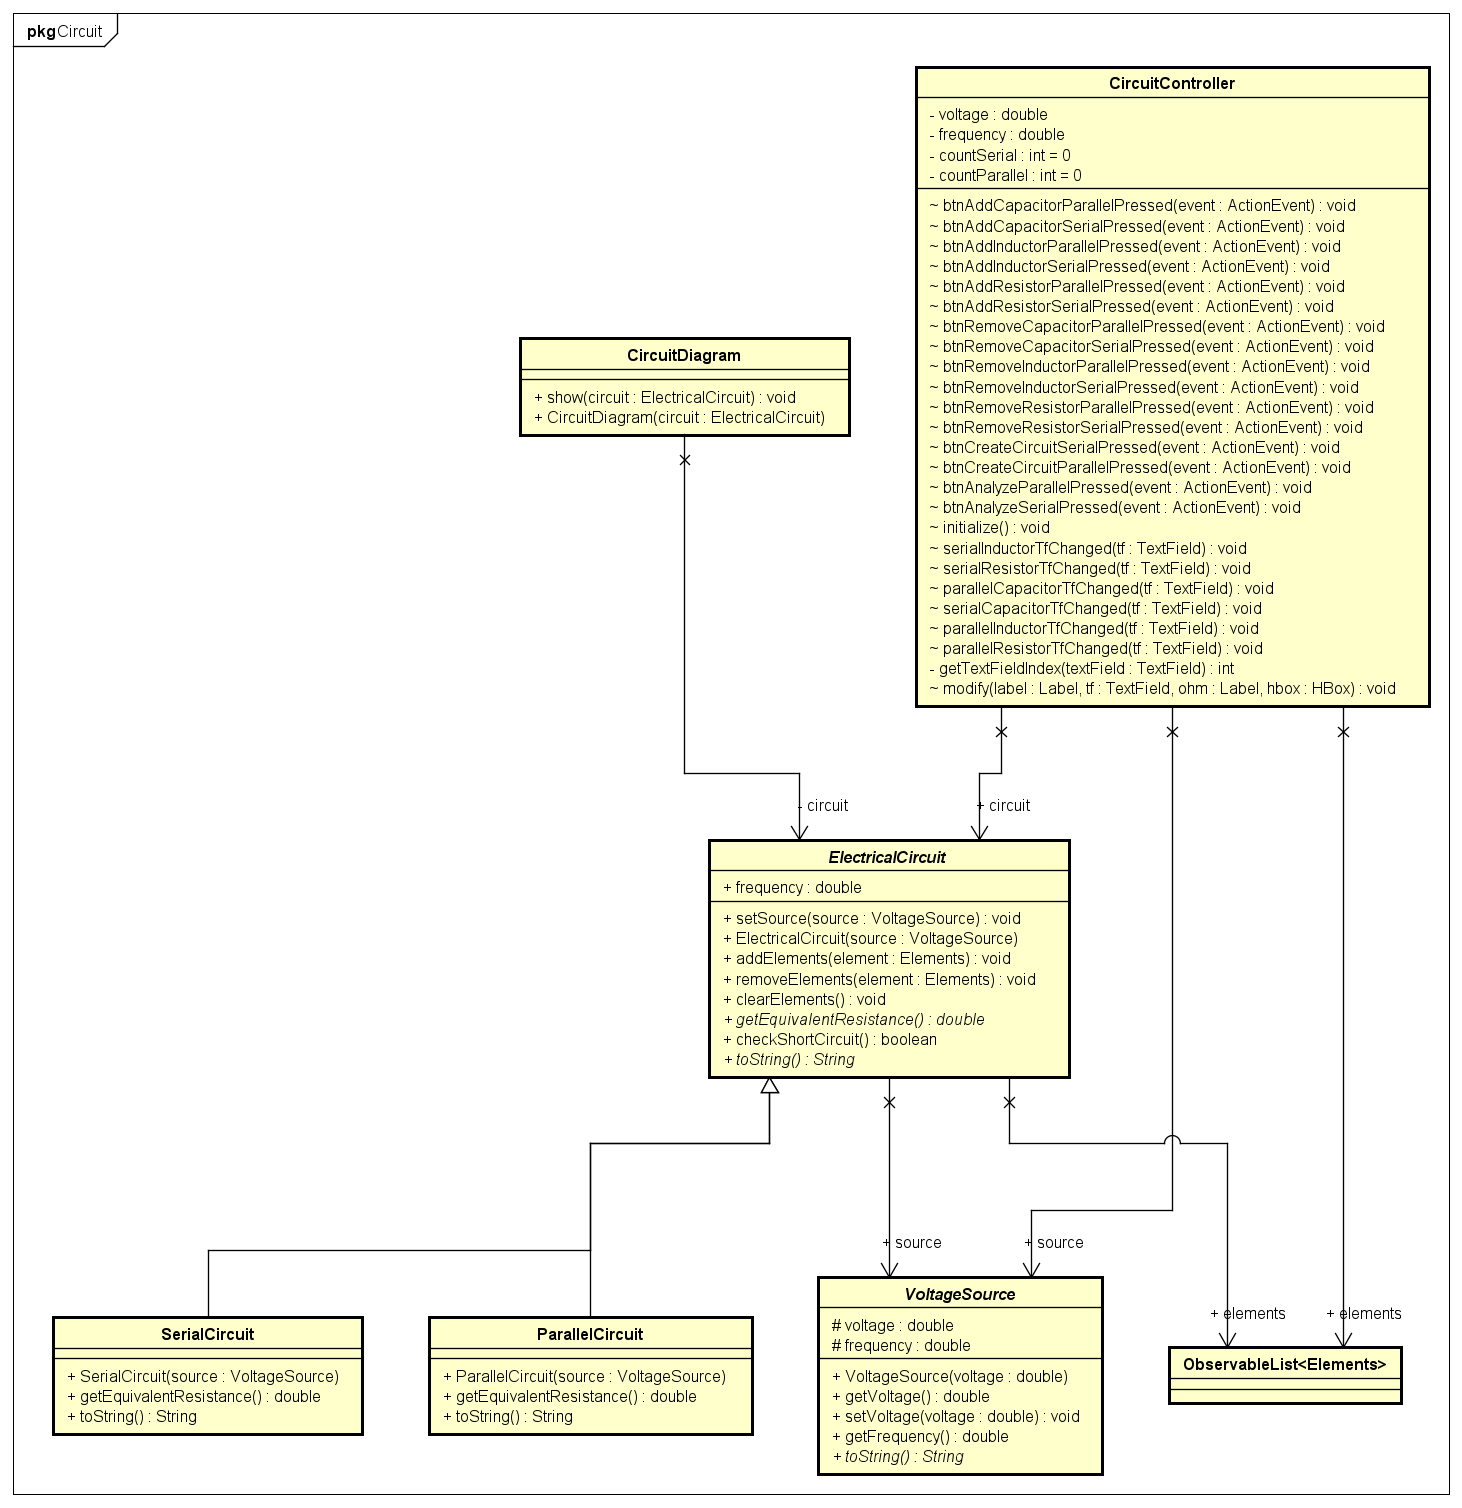 pkg Circuit
CircuitController
- voltage : double
- frequency : double
- countSerial : int = 0
- countParallel : int = 0
~ btnAddCapacitorParallelPressed(event : ActionEvent) : void
~ btnAddCapacitorSerialPressed(event : ActionEvent) : void
~ btnAddInductorParallelPressed(event : ActionEvent) : void
~ btnAddInductorSerialPressed(event : ActionEvent) : void
~ btnAddResistorParallelPressed(event : ActionEvent) : void
~ btnAddResistorSerialPressed(event : ActionEvent) : void
~ btnRemoveCapacitorParallelPressed(event : ActionEvent) : void
~ btnRemoveCapacitorSerialPressed(event : ActionEvent) : void
~ btnRemoveInductorParallelPressed(event : ActionEvent) : void
~ btnRemoveInductorSerialPressed(event : ActionEvent) : void
~ btnRemoveResistorParallelPressed(event : ActionEvent) : void
~ btnRemoveResistorSerialPressed(event : ActionEvent) : void
~ btnCreateCircuitSerialPressed(event : ActionEvent) : void
~ btnCreateCircuitParallelPressed(event : ActionEvent) : void
~ btnAnalyzeParallelPressed(event : ActionEvent) : void
~ btnAnalyzeSerialPressed(event : ActionEvent) : void
~ initialize() : void
~ serialInductorTfChanged(tf : TextField) : void
~ serialResistorTfChanged(tf : TextField) : void
~ parallelCapacitorTfChanged(tf : TextField) : void
~ serialCapacitorTfChanged(tf : TextField) : void
~ parallelInductorTfChanged(tf : TextField) : void
~ parallelResistorTfChanged(tf : TextField) : void
- getTextFieldIndex(textField : TextField) : int
~ modify(label : Label, tf : TextField, ohm : Label, hbox : HBox) : void
CircuitDiagram
+ show(circuit : ElectricalCircuit) : void
+ CircuitDiagram(circuit : ElectricalCircuit)
- circuit
+ circuit
ElectricalCircuit
+ frequency : double
+ setSource(source : VoltageSource) : void
+ ElectricalCircuit(source : VoltageSource)
+ addElements(element : Elements) : void
+ removeElements(element : Elements) : void
+ clearElements() : void
+ getEquivalentResistance() : double
+ checkShortCircuit() : boolean
+ toString() : String
+ source
+ source
+ elements
+ elements
SerialCircuit
+ SerialCircuit(source : VoltageSource)
+ getEquivalentResistance() : double
+ toString() : String
ParallelCircuit
+ ParallelCircuit(source : VoltageSource)
+ getEquivalentResistance() : double
+ toString() : String
VoltageSource
# voltage : double
# frequency : double
+ VoltageSource(voltage : double)
+ getVoltage() : double
+ setVoltage(voltage : double) : void
+ getFrequency() : double
+ toString() : String
ObservableList<Elements>